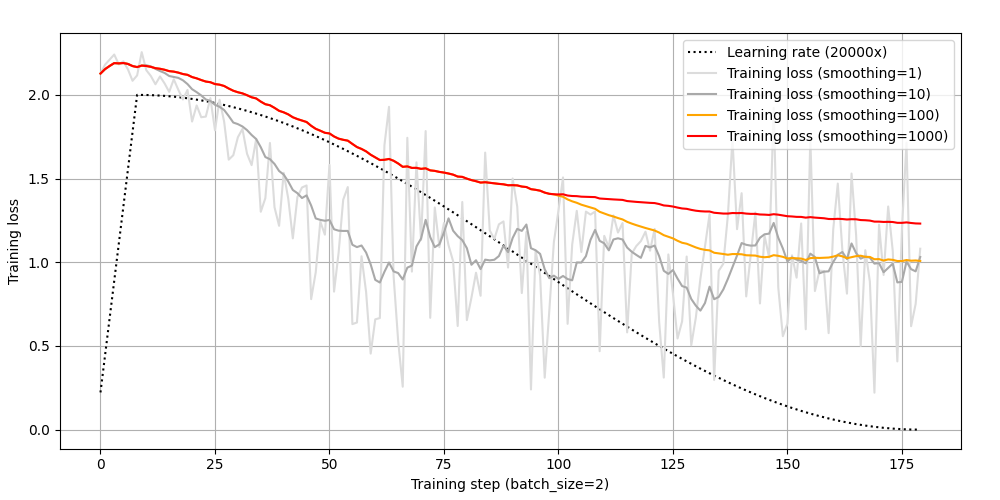 Learning rate (20000x)
Training loss (smoothing=1)
Training loss (smoothing=10)
Training loss (smoothing=100)
Training loss (smoothing=1000)
Training loss
2.0
1.5
1.0
0.5
0.0
0 25 50 75 100 125 150 175
Training step (batch_size=2)